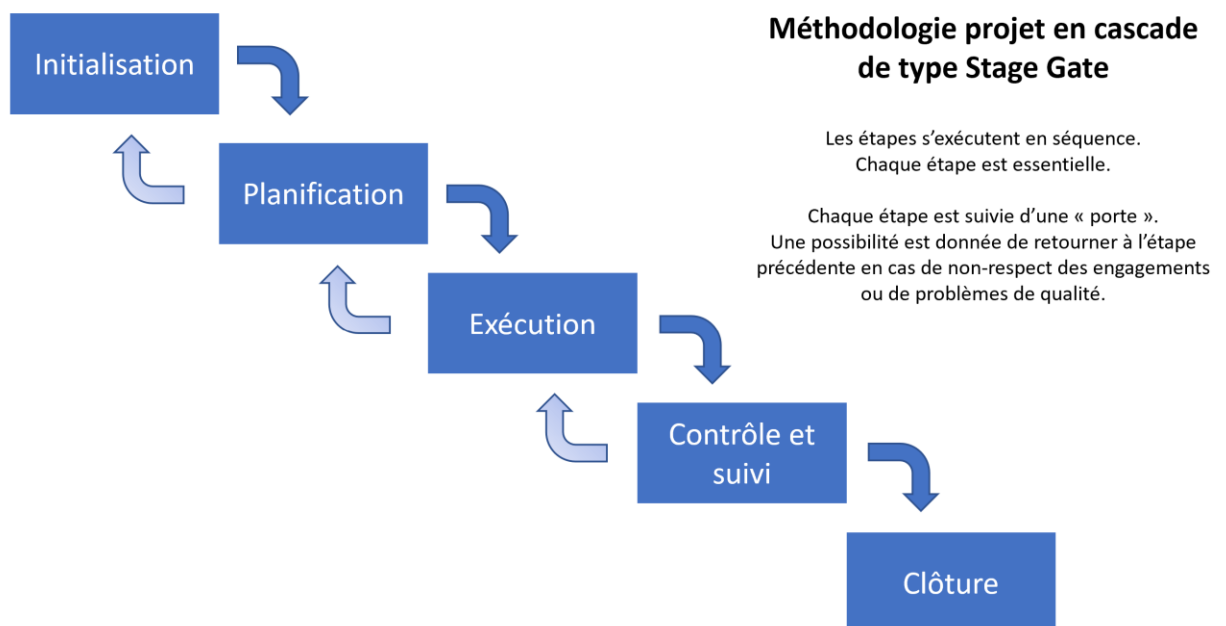 Méthodologie projet en cascade
de type Stage Gate
Les étapes s’exécutent en séquence.
Chaque étape est essentielle.
Chaque étape est suivie d’une « porte ».
Une possibilité est donnée de retourner à l’étape
précédente en cas de non-respect des engagements
ou de problèmes de qualité.
Initialisation
Planification
Exécution
Contrôle et
suivi
Clôture